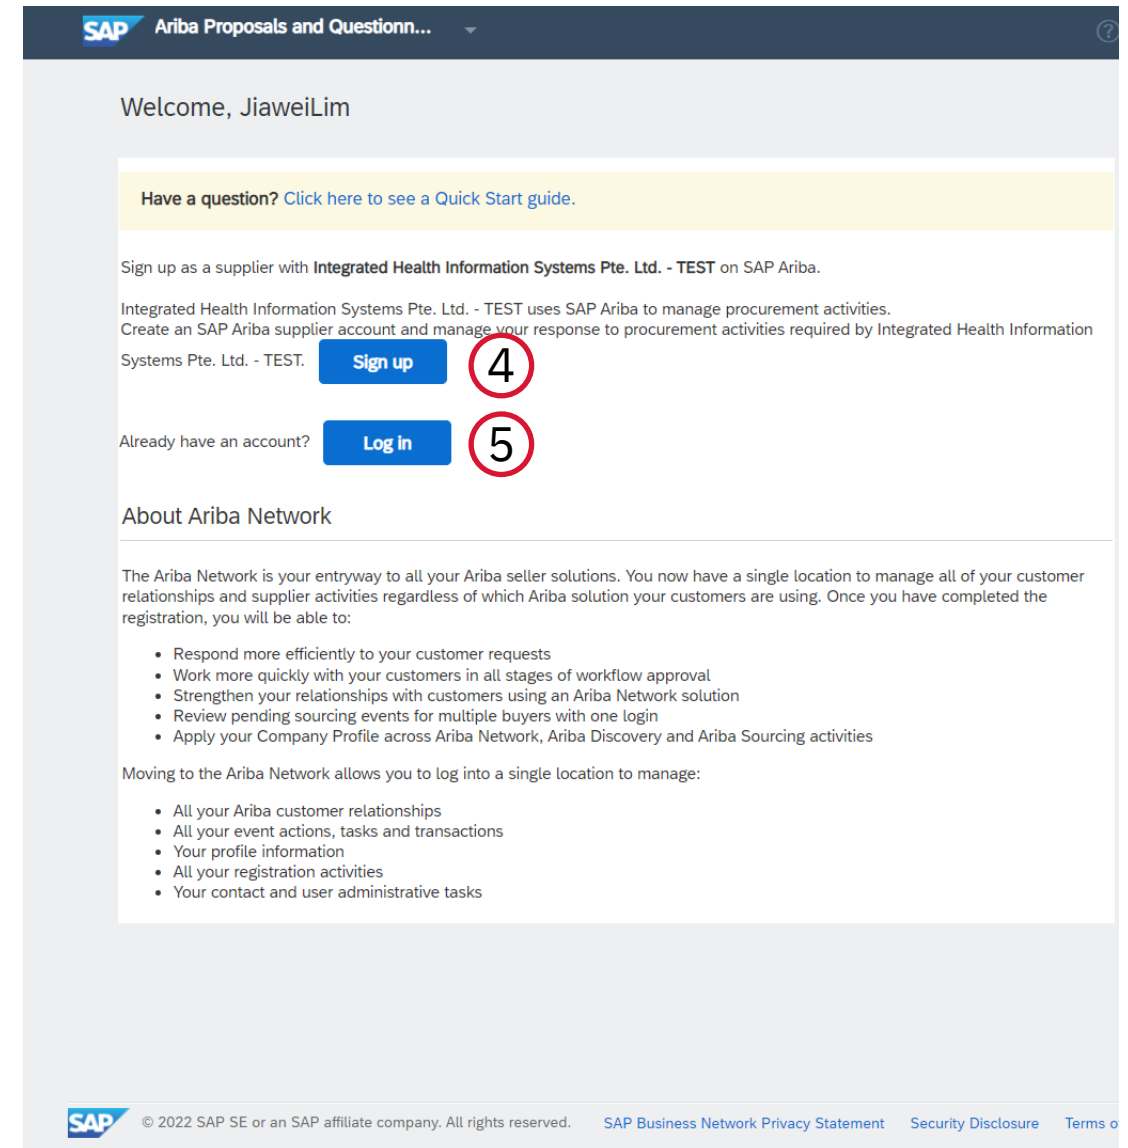 SAP Ariba Proposals and Questionn...
Welcome, JiaweiLim
Have a question? Click here to see a Quick Start guide.
Sign up as a supplier with Integrated Health Information Systems Pte. Ltd. - TEST on SAP Ariba.
Integrated Health Information Systems Pte. Ltd. - TEST uses SAP Ariba to manage procurement activities.
Create an SAP Ariba supplier account and manage your response to procurement activities required by Integrated Health Information
Systems Pte. Ltd. - TEST. Sign up 4
Already have an account? Log in 5
About Ariba Network
The Ariba Network is your entryway to all your Ariba seller solutions. You now have a single location to manage all of your customer
relationships and supplier activities regardless of which Ariba solution your customers are using. Once you have completed the
registration, you will be able to:
• Respond more efficiently to your customer requests
• Work more quickly with your customers in all stages of workflow approval
• Strengthen your relationships with customers using an Ariba Network solution
• Review pending sourcing events for multiple buyers with one login
• Apply your Company Profile across Ariba Network, Ariba Discovery and Ariba Sourcing activities
Moving to the Ariba Network allows you to log into a single location to manage:
• All your Ariba customer relationships
• All your event actions, tasks and transactions
• Your profile information
• All your registration activities
• Your contact and user administrative tasks
SAP © 2022 SAP SE or an SAP affiliate company. All rights reserved. SAP Business Network Privacy Statement Security Disclosure Terms o